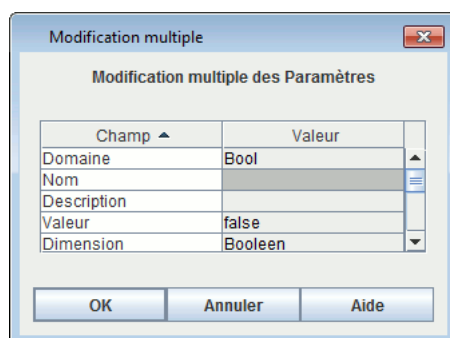 Modification multiple
Modification multiple des Paramètres
Champ Valeur
Domaine Bool
Nom
Description
Valeur false
Dimension Booleen
OK Annuler Aide